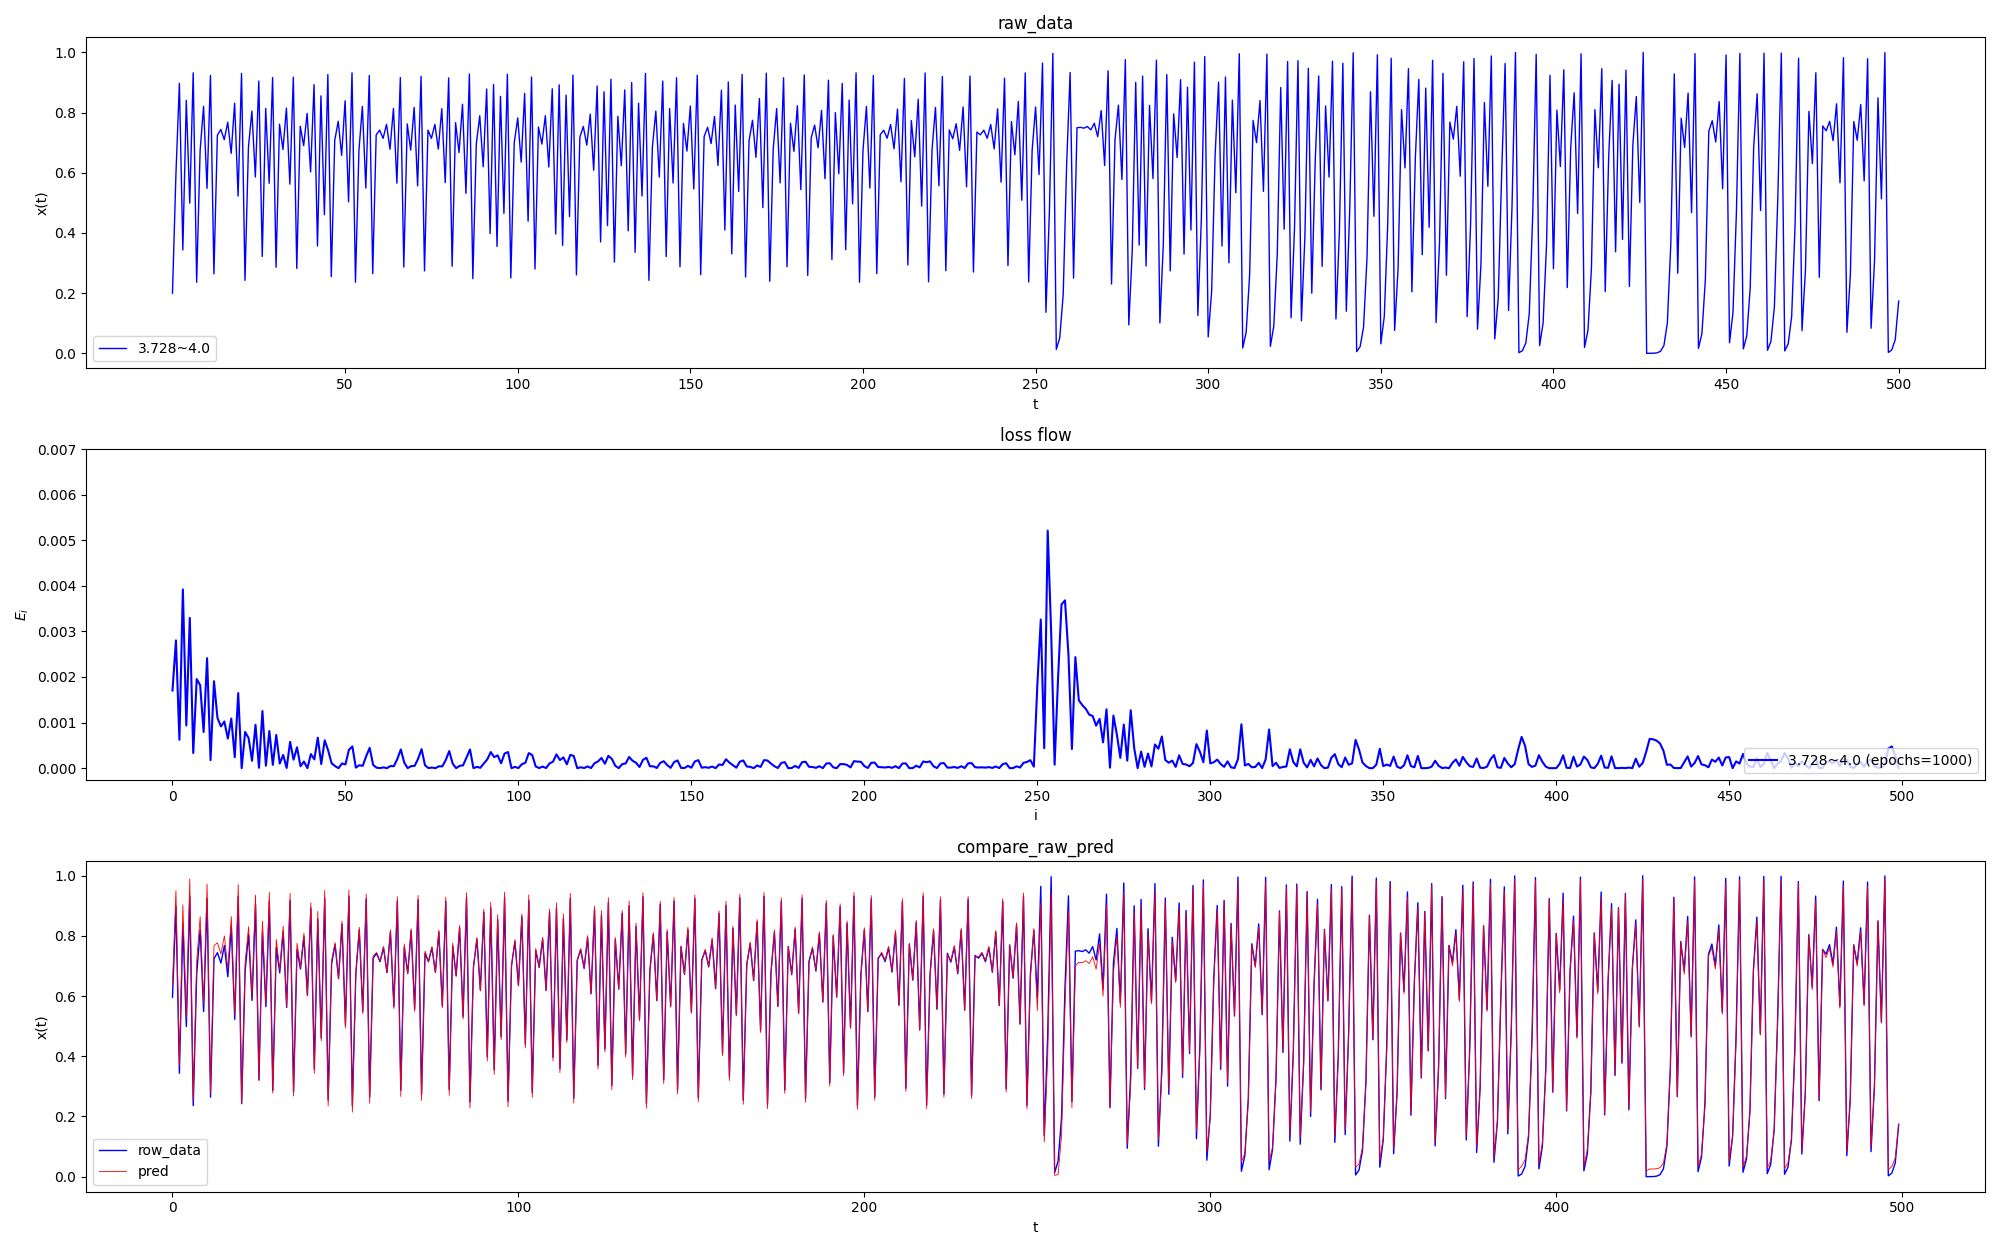 raw_data
1.0
0.8
0.6
0.4
0.2
0.0
x(t)
3.728~4.0
50 100 150 200 250 300 350 400 450 500
t
loss flow
0.007
0.006
0.005
0.004
0.003
0.002
0.001
0.000
E_i
3.728~4.0 (epochs=1000)
0 50 100 150 200 250 300 350 400 450 500
i
compare_raw_pred
1.0
0.8
0.6
0.4
0.2
0.0
x(t)
row_data
pred
0 100 200 300 400 500
t